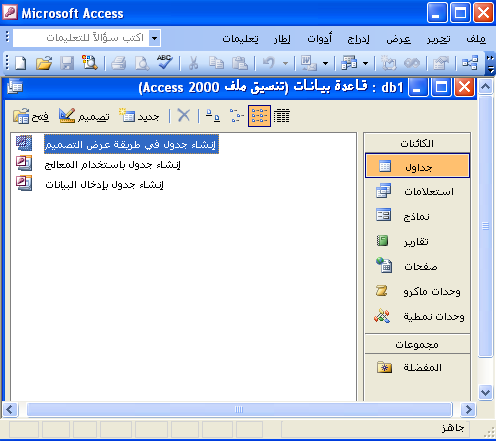 Microsoft Access
ملف تحرير عرض إدراج أدوات إطار تعليمات
اكتب سؤالاً للتعليمات
db1 : قاعدة بيانات (تنسيق ملف Access 2000)
فتح تصميم جديد
الكائنات
جداول
استعلامات
نماذج
تقارير
صفحات
وحدات ماكرو
وحدات نمطية
مجموعات
المفضلة
إنشاء جدول في طريقة عرض التصميم
إنشاء جدول باستخدام المعالج
إنشاء جدول بإدخال البيانات
جاهز